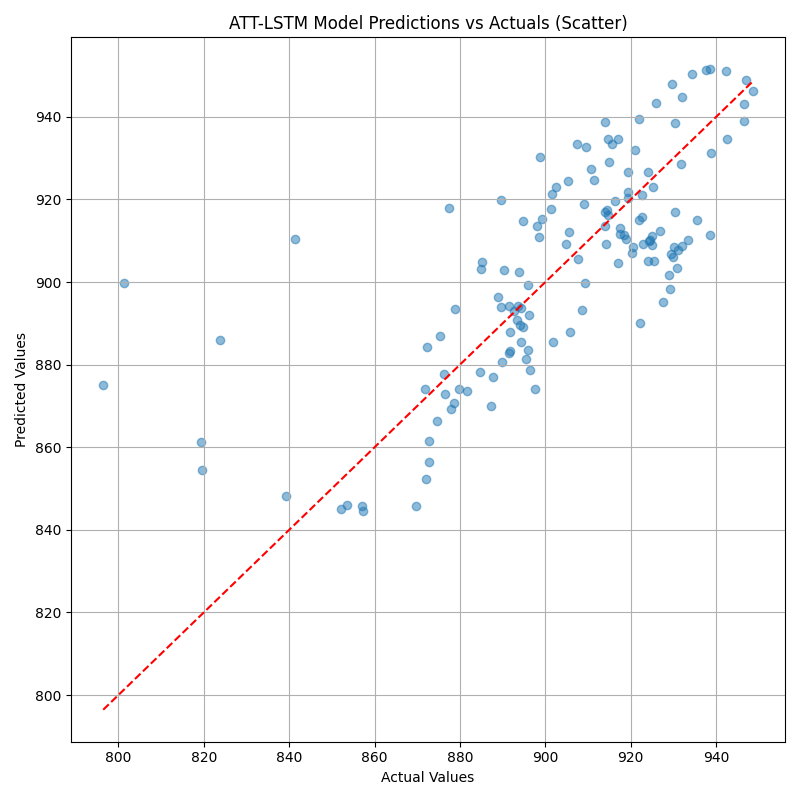 ATT-LSTM Model Predictions vs Actuals (Scatter)
Predicted Values
940
920
900
880
860
840
820
800
800 820 840 860 880 900 920 940
Actual Values